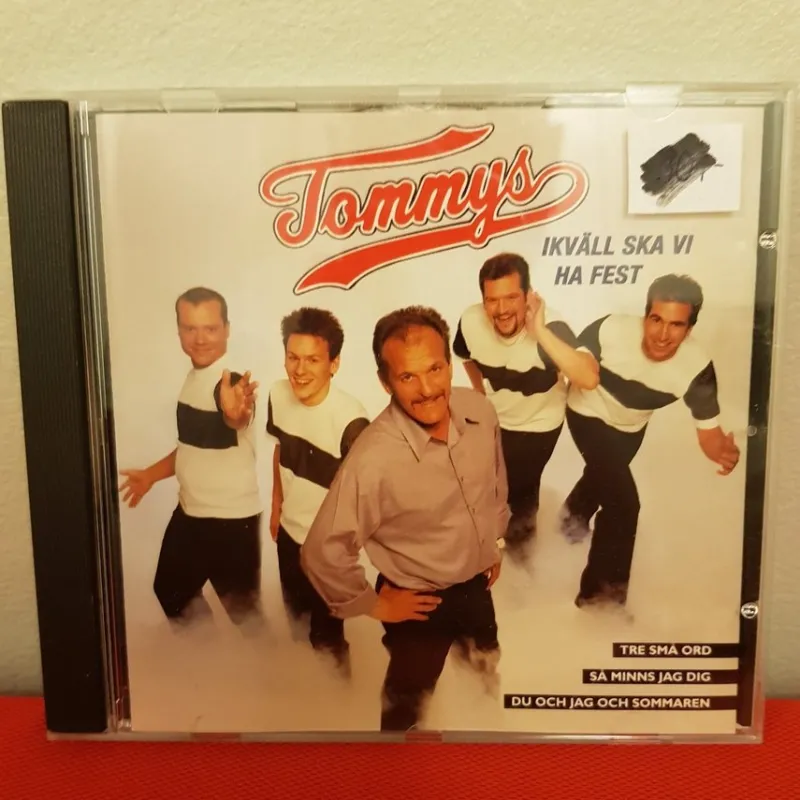 Tommys
IKVÄLL SKA VI
HA FEST
TRE SMÅ ORD
SÅ MINNS JAG DIG
DU OCH JAG OCH SOMMAREN